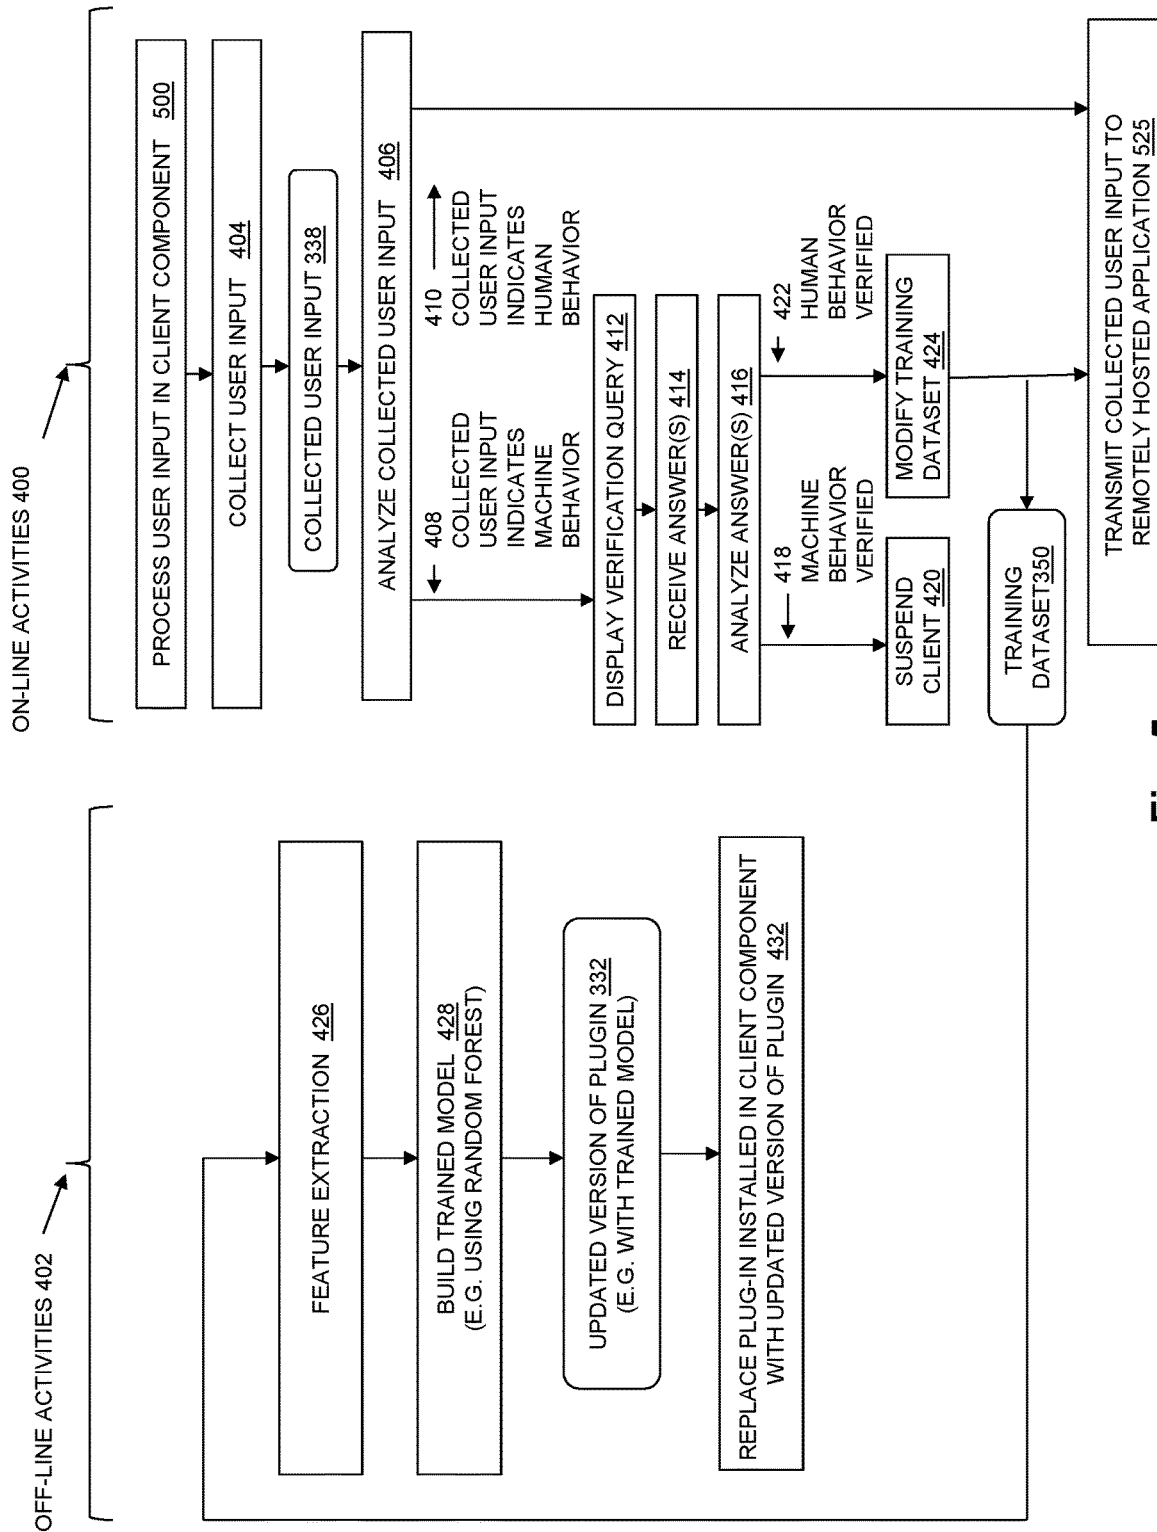 OFF-LINE ACTIVITIES 402
FEATURE EXTRACTION 426
BUILD TRAINED MODEL 428
(E.G. USING RANDOM FOREST)
UPDATED VERSION OF PLUGIN 332
(E.G. WITH TRAINED MODEL)
REPLACE PLUG-IN INSTALLED IN CLIENT COMPONENT
WITH UPDATED VERSION OF PLUGIN 432
ON-LINE ACTIVITIES 400
PROCESS USER INPUT IN CLIENT COMPONENT 500
COLLECT USER INPUT 404
COLLECTED USER INPUT 338
ANALYZE COLLECTED USER INPUT 406
408
COLLECTED
USER INPUT
INDICATES
MACHINE
BEHAVIOR
410
COLLECTED
USER INPUT
INDICATES
HUMAN
BEHAVIOR
DISPLAY VERIFICATION QUERY 412
RECEIVE ANSWER(S) 414
ANALYZE ANSWER(S) 416
418
MACHINE
BEHAVIOR
VERIFIED
422
HUMAN
BEHAVIOR
VERIFIED
SUSPEND
CLIENT 420
MODIFY TRAINING
DATASET 424
TRAINING
DATASET350
TRANSMIT COLLECTED USER INPUT TO
REMOTELY HOSTED APPLICATION 525